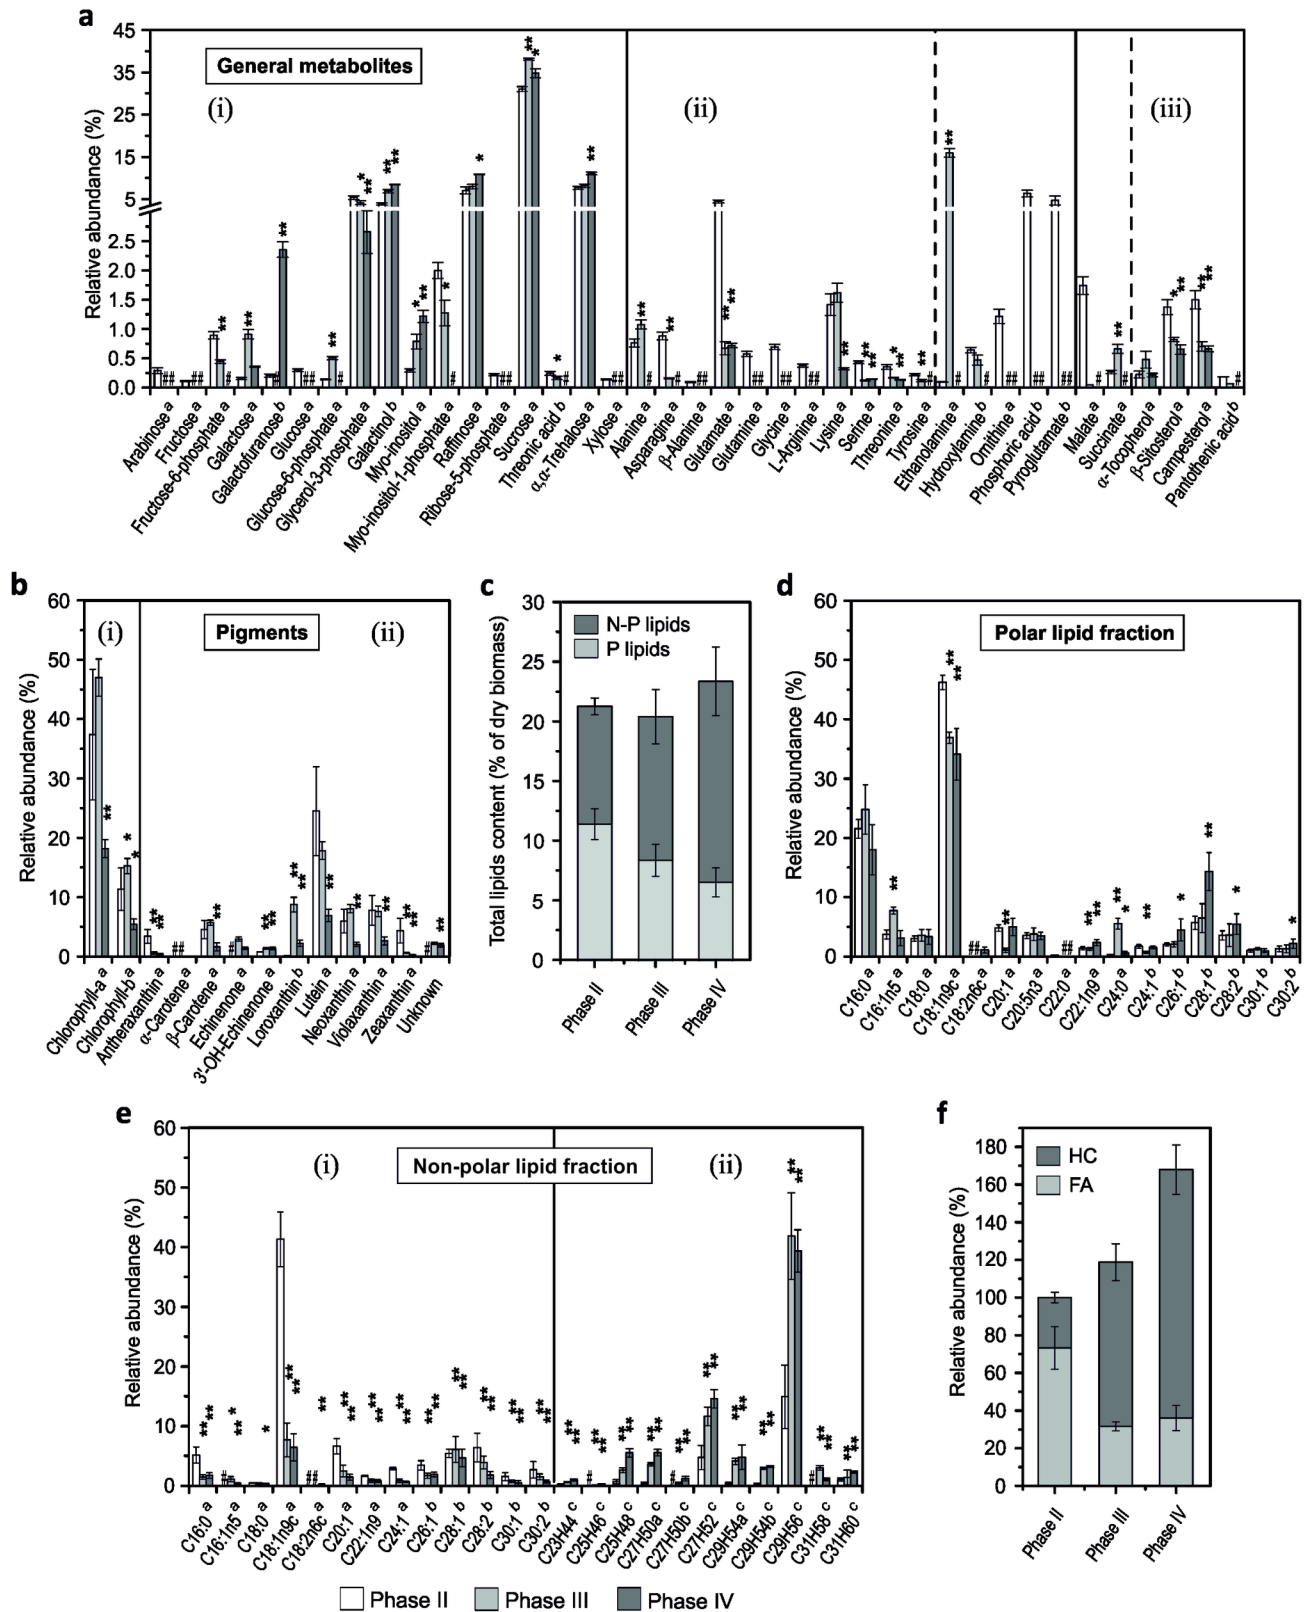 a
General metabolites
(i)
(ii)
(iii)
Relative abundance (%)
45
35
25
15
5
2.5
2.0
1.5
1.0
0.5
0.0
Arabinose a
Fructose a
Fructose-6-phosphate a
Galactose a
Galactofuranose b
Glucose a
Glucose-6-phosphate a
Glycerol-3-phosphate a
Galactinol b
Myo-inositol a
Myo-inositol-1-phosphate a
Raffinose a
Ribose-5-phosphate a
Sucrose a
Threonic acid b
α,α-Trehalose a
Xylose a
Alanine a
Asparagine a
β-Alanine a
Glutamate a
Glutamine a
Glycine a
L-Arginine a
Lysine a
Serine a
Threonine a
Tyrosine a
Ethanolamine a
Hydroxylamine b
Ornithine a
Phosphoric acid b
Pyroglutamate b
Malate a
Succinate a
α-Tocopherol a
β-Sitosterol a
Campesterol a
Pantothenic acid b
b
(i)
Pigments
(ii)
Relative abundance (%)
60
50
40
30
20
10
0
Chlorophyll-a a
Chlorophyll-b a
Antheraxanthin a
α-Carotene a
β-Carotene a
Echinenone a
3'-OH-Echinenone a
Loroxanthin b
Lutein a
Neoxanthin a
Violaxanthin a
Zeaxanthin a
Unknown
c
N-P lipids
P lipids
Total lipids content (% of dry biomass)
30
25
20
15
10
5
0
Phase II
Phase III
Phase IV
d
Polar lipid fraction
Relative abundance (%)
60
50
40
30
20
10
0
C16:0 a
C16:1n5 a
C18:0 a
C18:1n9c a
C18:2n6c a
C20:1 a
C20:5n3 a
C22:0 a
C22:1n9 a
C24:0 a
C24:1 b
C26:1 b
C28:1 b
C28:2 b
C30:1 b
C30:2 b
e
(i)
Non-polar lipid fraction
(ii)
Relative abundance (%)
60
50
40
30
20
10
0
C16:0 a
C16:1n5 a
C18:0 a
C18:1n9c a
C18:2n6c a
C20:1 a
C22:1n9 a
C24:1 a
C26:1 b
C28:1 b
C28:2 b
C30:1 b
C30:2 b
C23H44 c
C25H46 c
C25H48 c
C27H50a c
C27H50b c
C27H52 c
C29H54a c
C29H54b c
C29H56 c
C31H58 c
C31H60 c
f
HC
FA
Relative abundance (%)
180
160
140
120
100
80
60
40
20
0
Phase II
Phase III
Phase IV
Phase II
Phase III
Phase IV